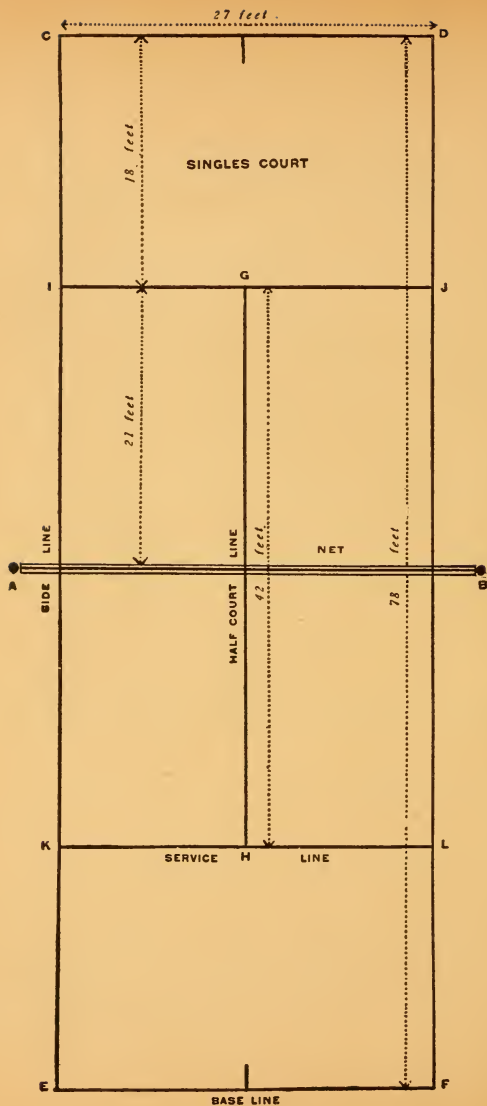 27 feet.
C D
18 feet
SINGLES COURT
G
I J
21 feet
SIDE LINE
HALF COURT LINE
42 feet
NET
78 feet
A B
K L
SERVICE H LINE
E F
BASE LINE